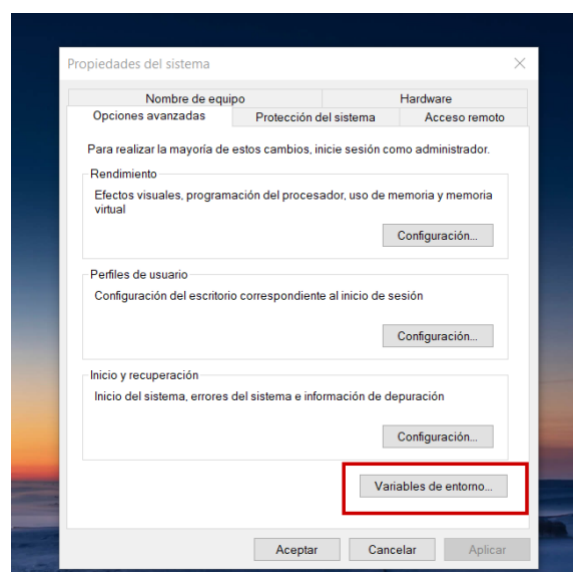 Propiedades del sistema
Nombre de equipo
Hardware
Opciones avanzadas
Protección del sistema
Acceso remoto
Para realizar la mayoría de estos cambios, inicie sesión como administrador.
Rendimiento
Efectos visuales, programación del procesador, uso de memoria y memoria
virtual
Configuración...
Perfiles de usuario
Configuración del escritorio correspondiente al inicio de sesión
Configuración...
Inicio y recuperación
Inicio del sistema, errores del sistema e información de depuración
Configuración...
Variables de entorno...
Aceptar
Cancelar
Aplicar